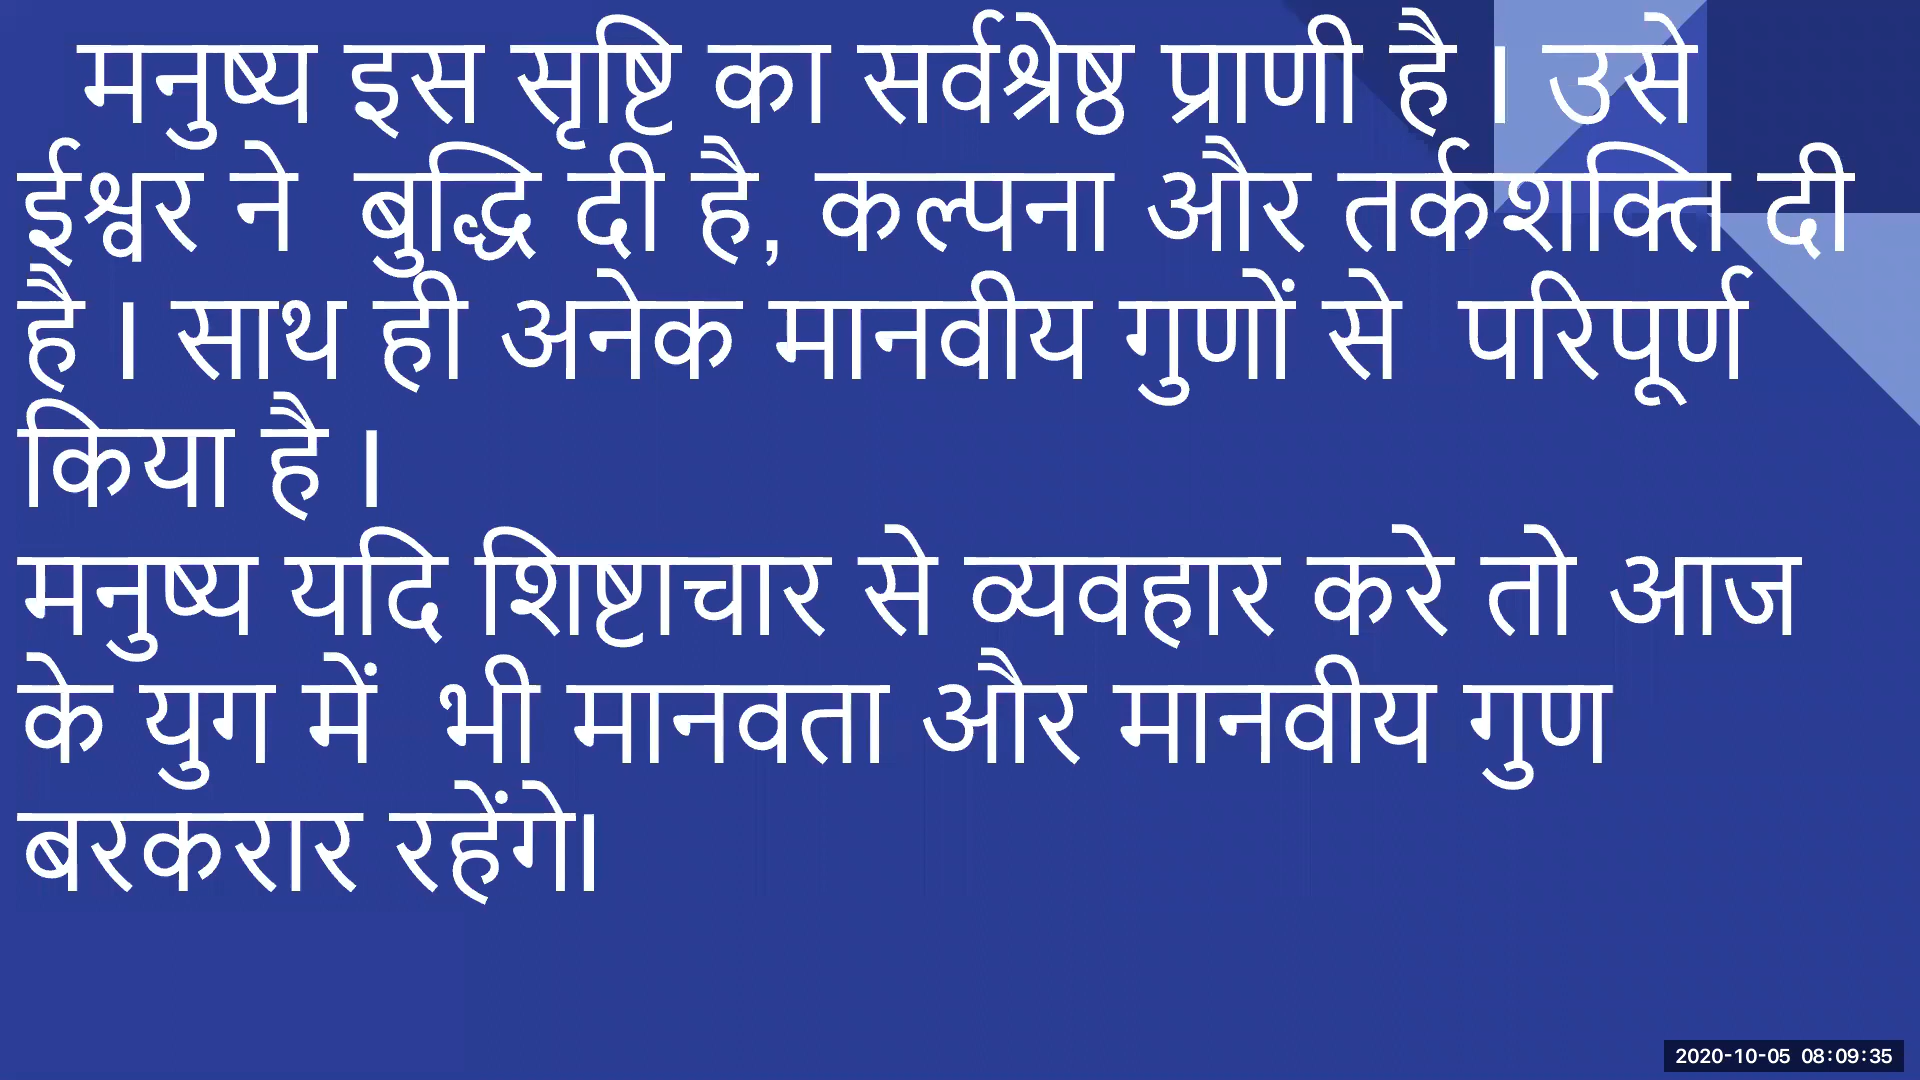 मनुष्य इस सृष्टि का सर्वश्रेष्ठ प्राणी है । उसे
ईश्वर ने बुद्धि दी है, कल्पना और तर्कशक्ति दी
है । साथ ही अनेक मानवीय गुणों से परिपूर्ण
किया है ।
मनुष्य यदि शिष्टाचार से व्यवहार करे तो आज
के युग में भी मानवता और मानवीय गुण
बरकरार रहेंगे।
2020-10-05 08:09:35